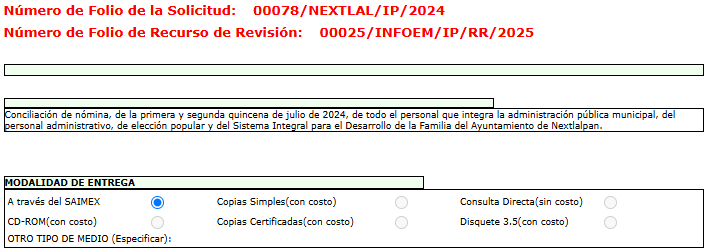 Número de Folio de la Solicitud: 00078/NEXTLAL/IP/2024
Número de Folio de Recurso de Revisión: 00025/INFOEM/IP/RR/2025
Conciliación de nómina, de la primera y segunda quincena de julio de 2024, de todo el personal que integra la administración pública municipal, del
personal administrativo, de elección popular y del Sistema Integral para el Desarrollo de la Familia del Ayuntamiento de Nextlalpan.
MODALIDAD DE ENTREGA
A través del SAIMEX Copias Simples(con costo) Consulta Directa(sin costo)
CD-ROM(con costo) Copias Certificadas(con costo) Disquete 3.5(con costo)
OTRO TIPO DE MEDIO (Especificar):